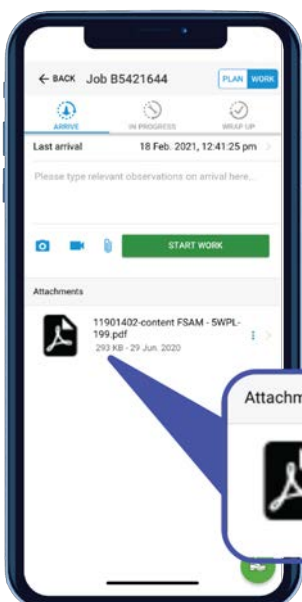 ← BACK Job B5421644 PLAN WORK
ARRIVE IN PROGRESS WRAP UP
Last arrival 18 Feb. 2021, 12:41:25 pm
Please type relevant observations on arrival here...
START WORK
Attachments
11901402-content FSAM - 5WPL-
199.pdf
293 KB - 29 Jun. 2020
Attachm